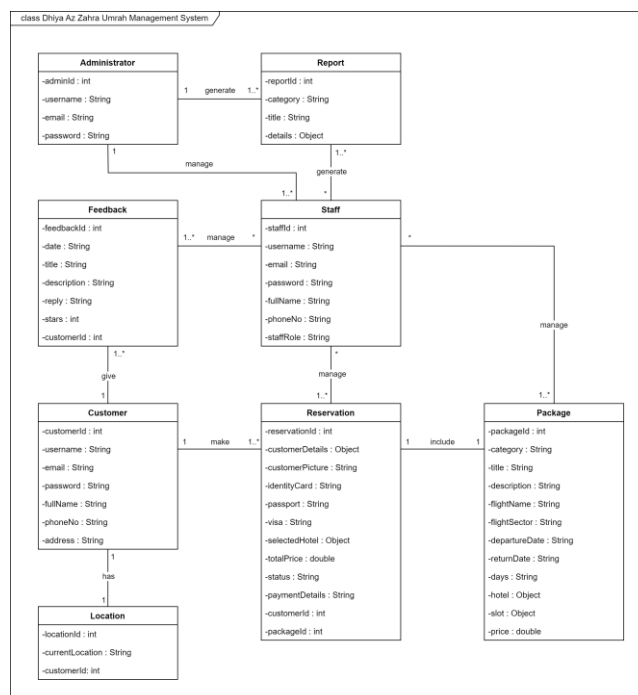 class Dhiya Az Zahra Umrah Management System
Administrator
-adminId : int
-username : String
-email : String
-password : String
1 generate 1..*
Report
-reportId : int
-category : String
-title : String
-details : Object
1
manage
1..*
1..*
generate
*
Feedback
-feedbackId : int
-date : String
-title : String
-description : String
-reply : String
-stars : int
-customerId : int
1..* manage *
Staff
-staffId : int
-username : String
-email : String
-password : String
-fullName : String
-phoneNo : String
-staffRole : String
*
manage
1..*
1..*
give
1
*
manage
1..*
Customer
-customerId : int
-username : String
-email : String
-password : String
-fullName : String
-phoneNo : String
-address : String
1 make 1..*
Reservation
-reservationId : int
-customerDetails : Object
-customerPicture : String
-identityCard : String
-passport : String
-visa : String
-selectedHotel : Object
-totalPrice : double
-status : String
-paymentDetails : String
-customerId : int
-packageId : int
1 include 1
Package
-packageId : int
-category : String
-title : String
-description : String
-flightName : String
-flightSector : String
-departureDate : String
-returnDate : String
-days : String
-hotel : Object
-slot : Object
-price : double
1
has
1
Location
-locationId : int
-currentLocation : String
-customerId: int